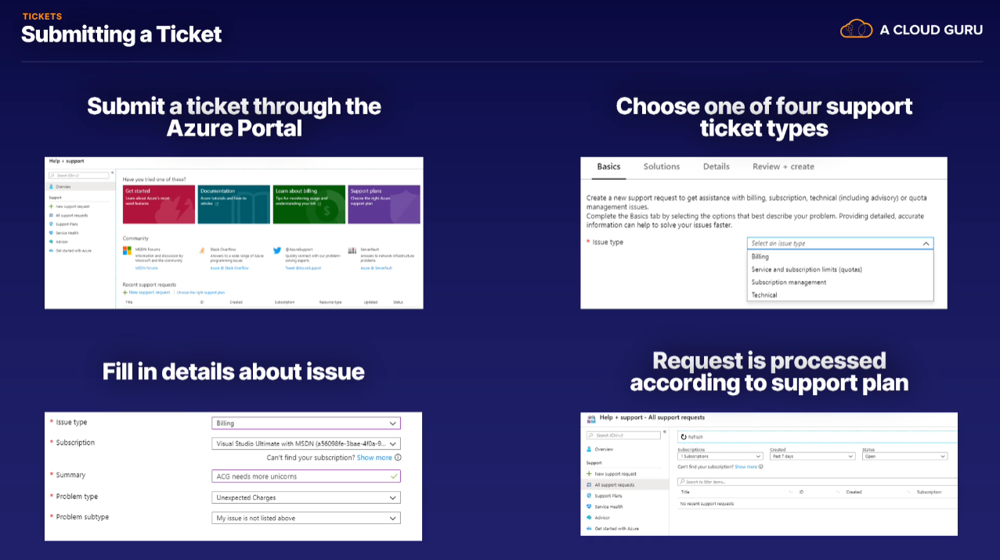 TICKETS
Submitting a Ticket
A CLOUD GURU
Submit a ticket through the
Azure Portal
Help + support
Search (Ctrl+/)
Overview
Support
New support request
All support requests
Support Plans
Service Health
Advisor
Get started with Azure
Have you tried one of these?
Get started
Learn about Azure's most-
used features
Documentation
Azure tutorials and how-to
articles
Learn about billing
Tips for monitoring usage and
understanding your bill
Support plans
Choose the right Azure
support plan
Community
MSDN Forums
Information and discussion by
Microsoft and the community
MSDN Forums
Stack Overflow
Answers to a wide range of Azure
programming issues
Azure @ Stack Overflow
@AzureSupport
Quickly connect with our problem-
solving experts
Tweet @AzureSupport
Serverfault
Answers to network infrastructure
problems
Azure @ Serverfault
Recent support requests
New support request
Choose the right support plan
Title ID Created Subscription Resource type Updated Status
Choose one of four support
ticket types
Basics Solutions Details Review + create
Create a new support request to get assistance with billing, subscription, technical (including advisory) or quota
management issues.
Complete the Basics tab by selecting the options that best describe your problem. Providing detailed, accurate
information can help to solve your issues faster.
* Issue type
Select an issue type
Billing
Service and subscription limits (quotas)
Subscription management
Technical
Fill in details about issue
* Issue type Billing
* Subscription Visual Studio Ultimate with MSDN (a56098fe-3bae-4f0a-9...
Can't find your subscription? Show more
* Summary ACG needs more unicorns
* Problem type Unexpected Charges
* Problem subtype My issue is not listed above
Request is processed
according to support plan
Help + support - All support requests
Search (Ctrl+/)
Overview
Support
New support request
All support requests
Support Plans
Service Health
Advisor
Get started with Azure
Refresh
Subscriptions Created Status
1 Subscriptions Past 7 days Open
Can't find your subscription? Show more
Search to filter items...
Title ID Created Subscription
No recent support requests